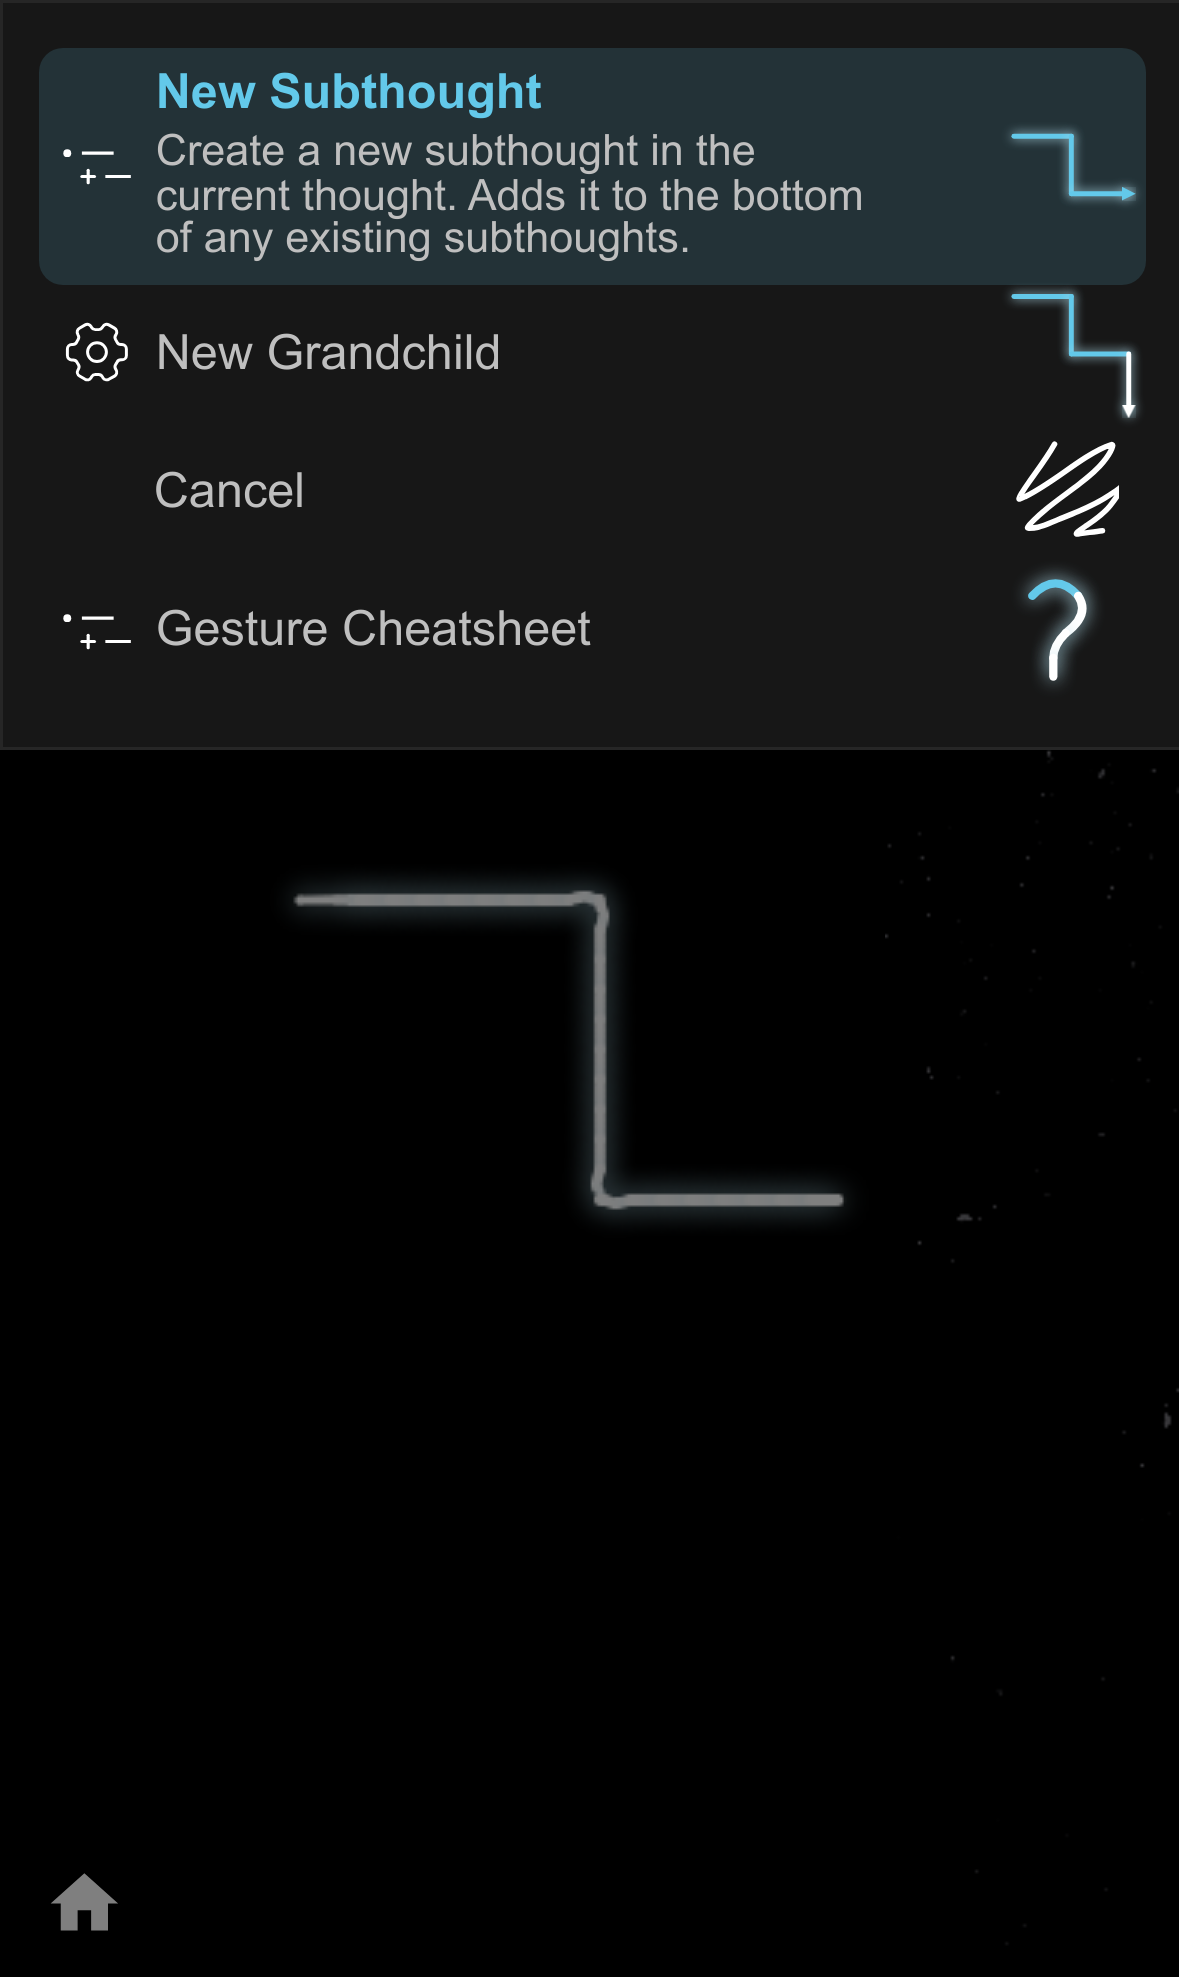 New Subthought
Create a new subthought in the
current thought. Adds it to the bottom
of any existing subthoughts.
New Grandchild
Cancel
Gesture Cheatsheet